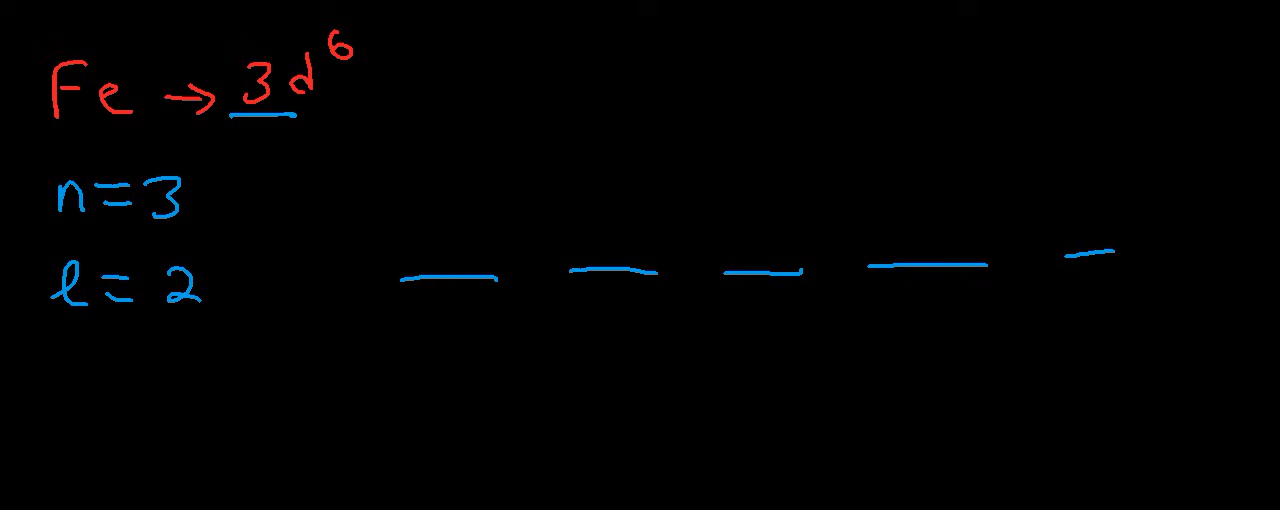 Fe → 3d⁶
n=3
l=2